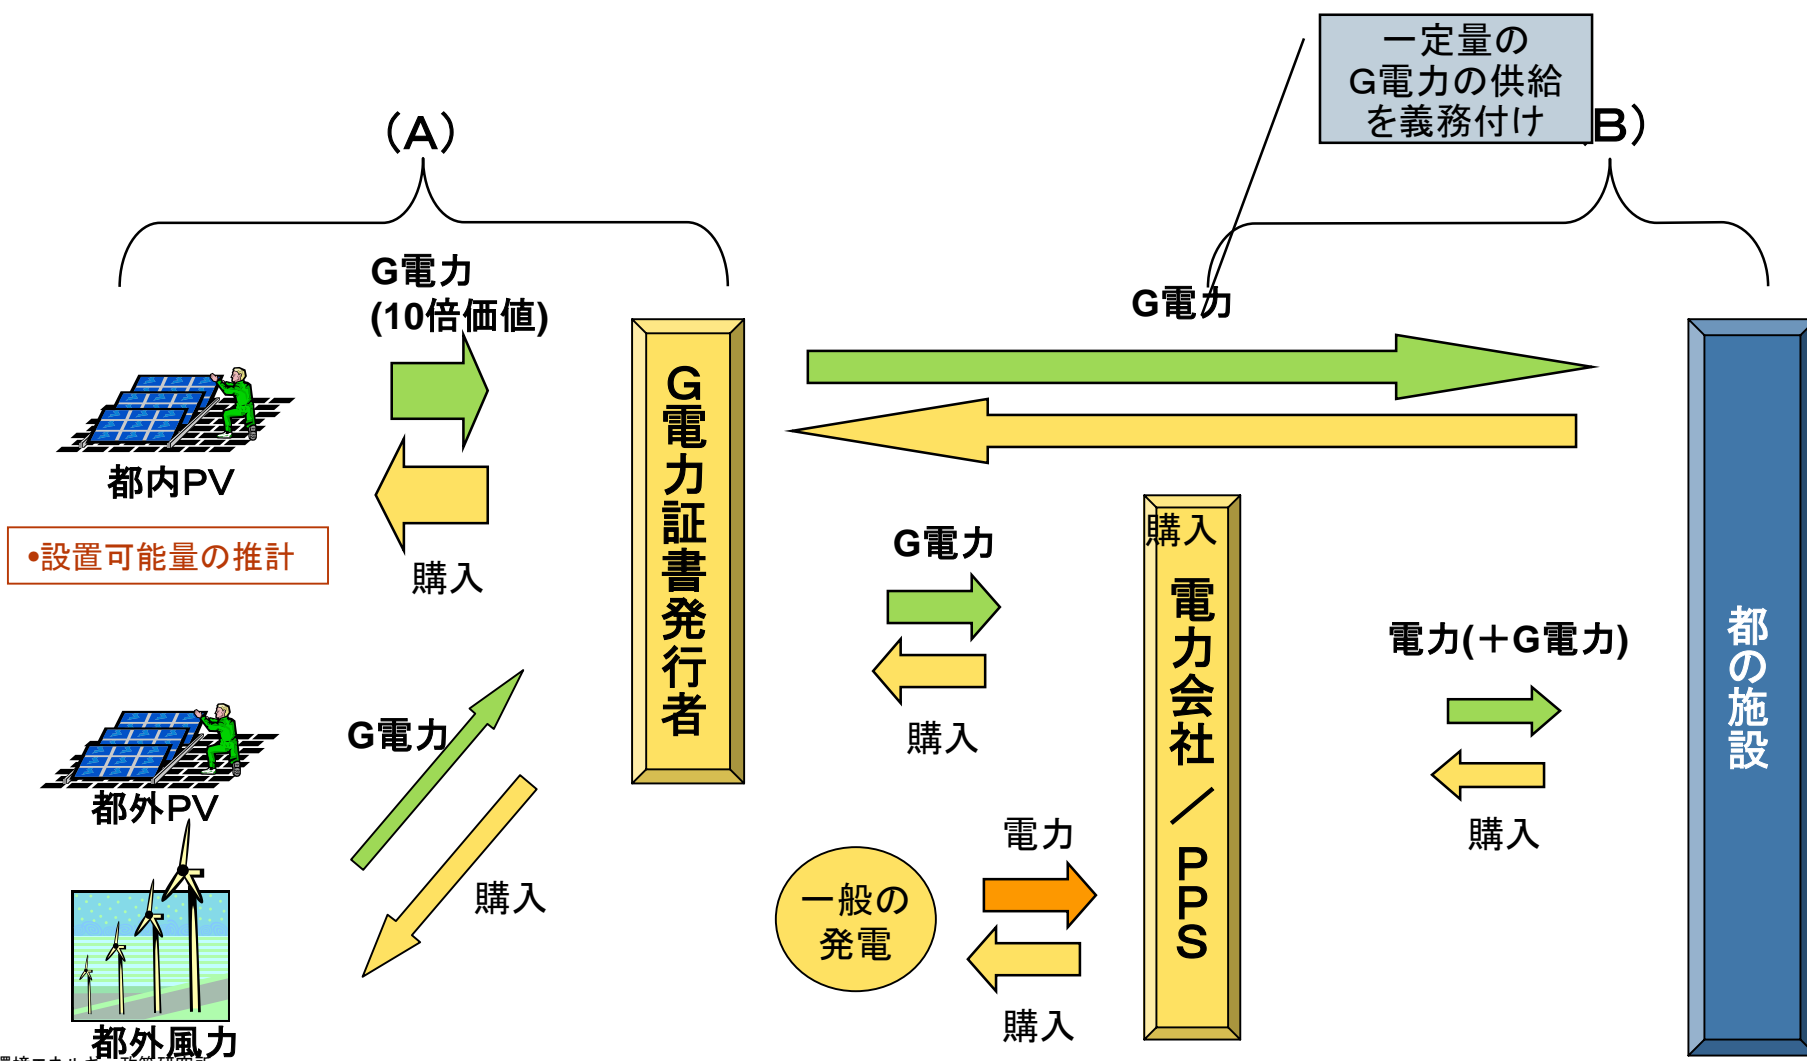 一定量の
Ｇ電力の供給
を義務付け
（Ａ）
Ｂ）
G電力
(10倍価値)
G電力
Ｇ電力証書発行者
都内ＰＶ
•設置可能量の推計
購入
G電力
購入
購入
電力会社／ＰＰＳ
電力(＋G電力)
購入
都の施設
G電力
都外ＰＶ
購入
電力
一般の
発電
購入
都外風力